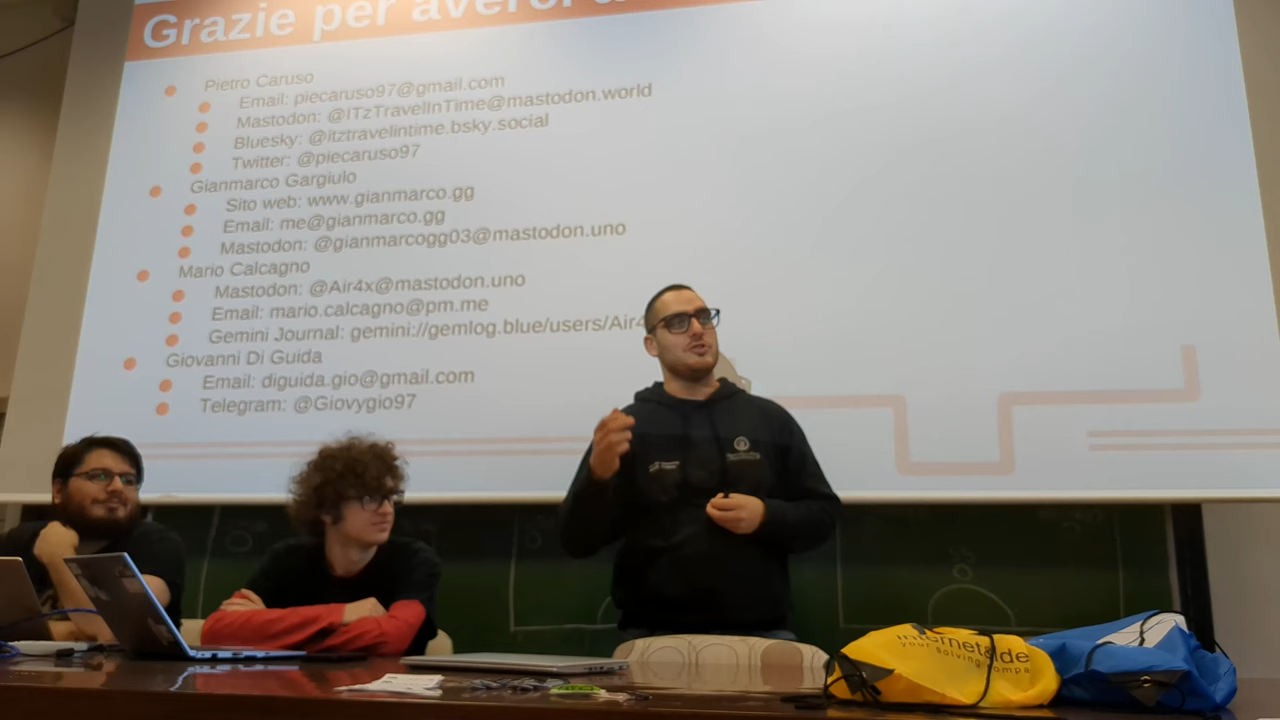 Grazie per averci a
Pietro Caruso
Email: piecaruso97@gmail.com
Mastodon: @ITzTravelInTime@mastodon.world
Bluesky: @itztravelintime.bsky.social
Twitter: @piecaruso97
Gianmarco Gargiulo
Sito web: www.gianmarco.gg
Email: me@gianmarco.gg
Mastodon: @gianmarcogg03@mastodon.uno
Mario Calcagno
Mastodon: @Air4x@mastodon.uno
Email: mario.calcagno@pm.me
Gemini Journal: gemini://gemlog.blue/users/Air4
Giovanni Di Guida
Email: diguida.gio@gmail.com
Telegram: @Giovygio97
your solving compa